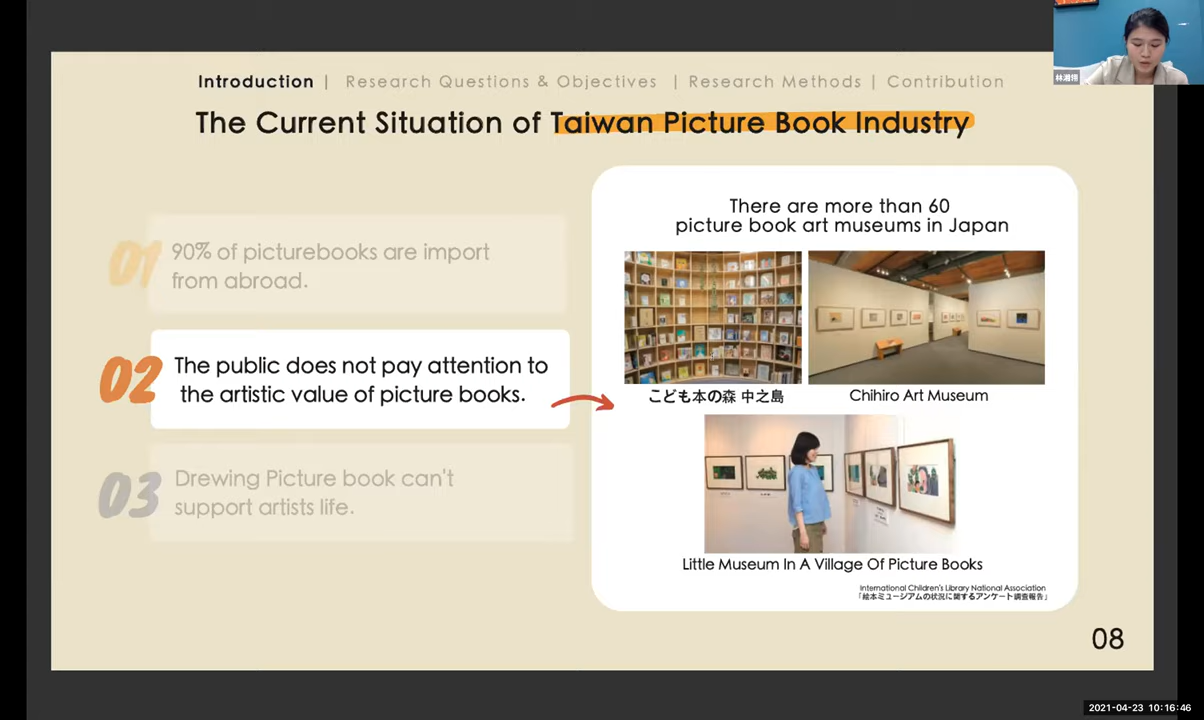 Introduction | Research Questions & Objectives | Research Methods | Contribution
The Current Situation of Taiwan Picture Book Industry
01
90% of picturebooks are import
from abroad.
02
The public does not pay attention to
the artistic value of picture books.
03
Drewing Picture book can't
support artists life.
There are more than 60
picture book art museums in Japan
こども本の森 中之島
Chihiro Art Museum
Little Museum In A Village Of Picture Books
International Children's Library National Association
「絵本ミュージアムの状況に関するアンケート調査報告」
08
2021-04-23 10:16:46